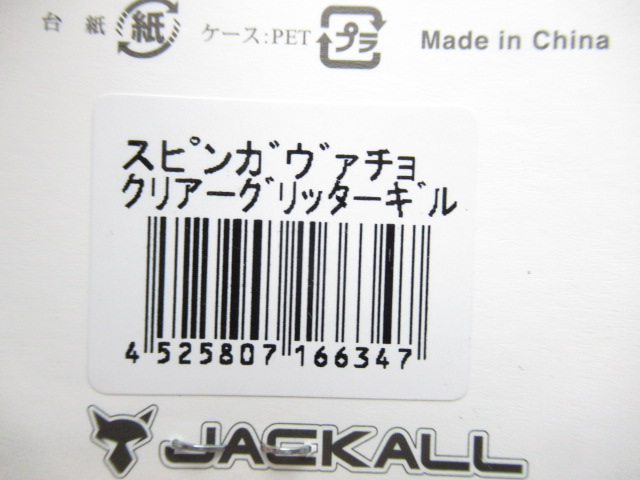 台紙 紙 ケース:PET プラ Made in China
スピンガヴァチョ
クリアーグリッターギル
4 525807 166347
JACKALL